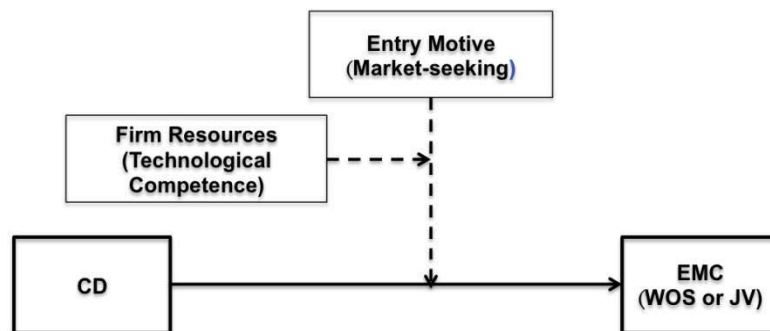 Entry Motive
(Market-seeking)
Firm Resources
(Technological
Competence)
CD
EMC
(WOS or JV)